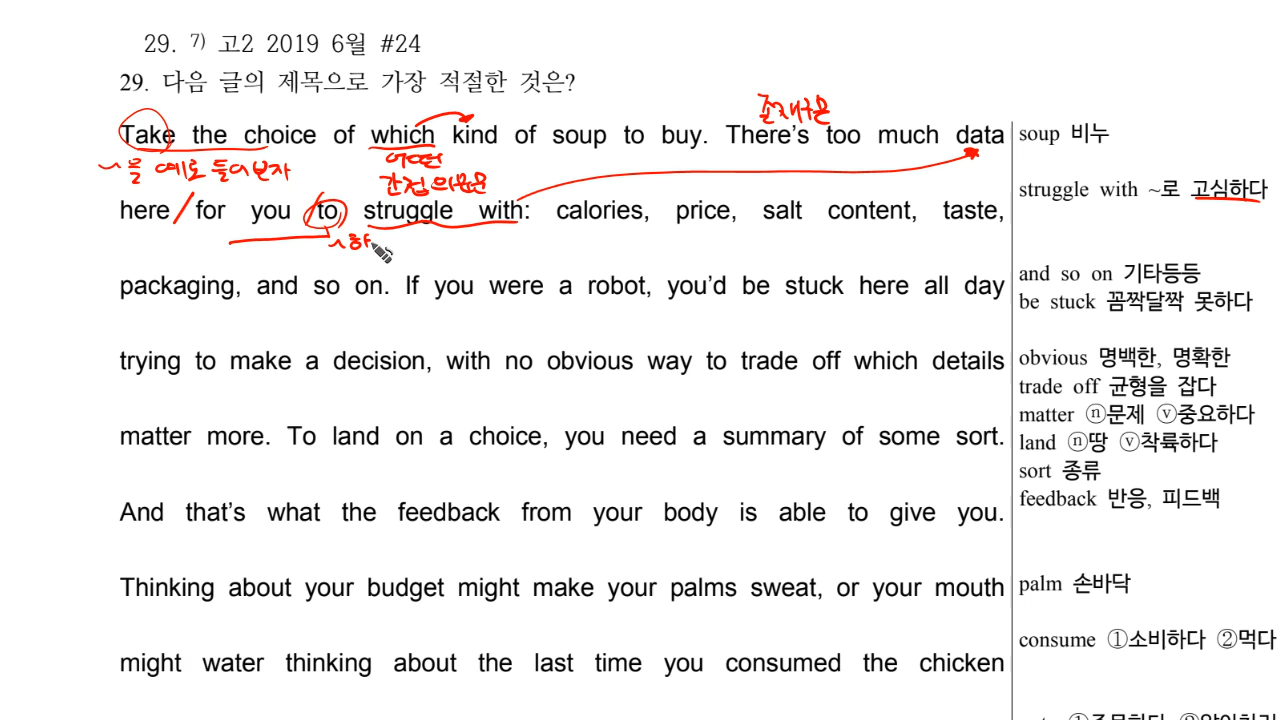 29. 7) 고2 2019 6월 #24
29. 다음 글의 제목으로 가장 적절한 것은?
존재구문
Take the choice of which kind of soup to buy. There's too much data
soup 비누
~를 예로 들어보자
어떤
간접의문문
struggle with ~로 고심하다
here / for you / to struggle with: calories, price, salt content, taste,
~하
and so on 기타등등
packaging, and so on. If you were a robot, you'd be stuck here all day
be stuck 꼼짝달짝 못하다
trying to make a decision, with no obvious way to trade off which details
obvious 명백한, 명확한
trade off 균형을 잡다
matter ⓝ문제 ⓥ중요하다
matter more. To land on a choice, you need a summary of some sort.
land ⓝ땅 ⓥ착륙하다
sort 종류
feedback 반응, 피드백
And that's what the feedback from your body is able to give you.
Thinking about your budget might make your palms sweat, or your mouth
palm 손바닥
consume ①소비하다 ②먹다
might water thinking about the last time you consumed the chicken